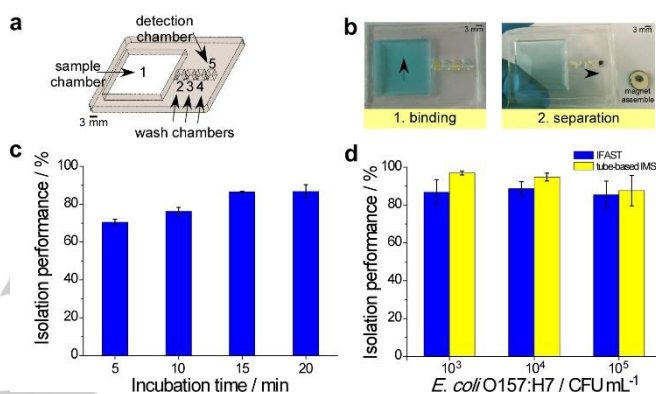 a
detection
chamber
sample
chamber
1
5
2 3 4
3 mm
wash chambers
b
3 mm
3 mm
magnet
assemble
1. binding
2. separation
c
Isolation performance / %
100
80
60
40
20
0
5 10 15 20
Incubation time / min
d
IFAST
tube-based IMS
Isolation performance / %
100
80
60
40
20
0
10³ 10⁴ 10⁵
E. coli O157:H7 / CFU mL⁻¹